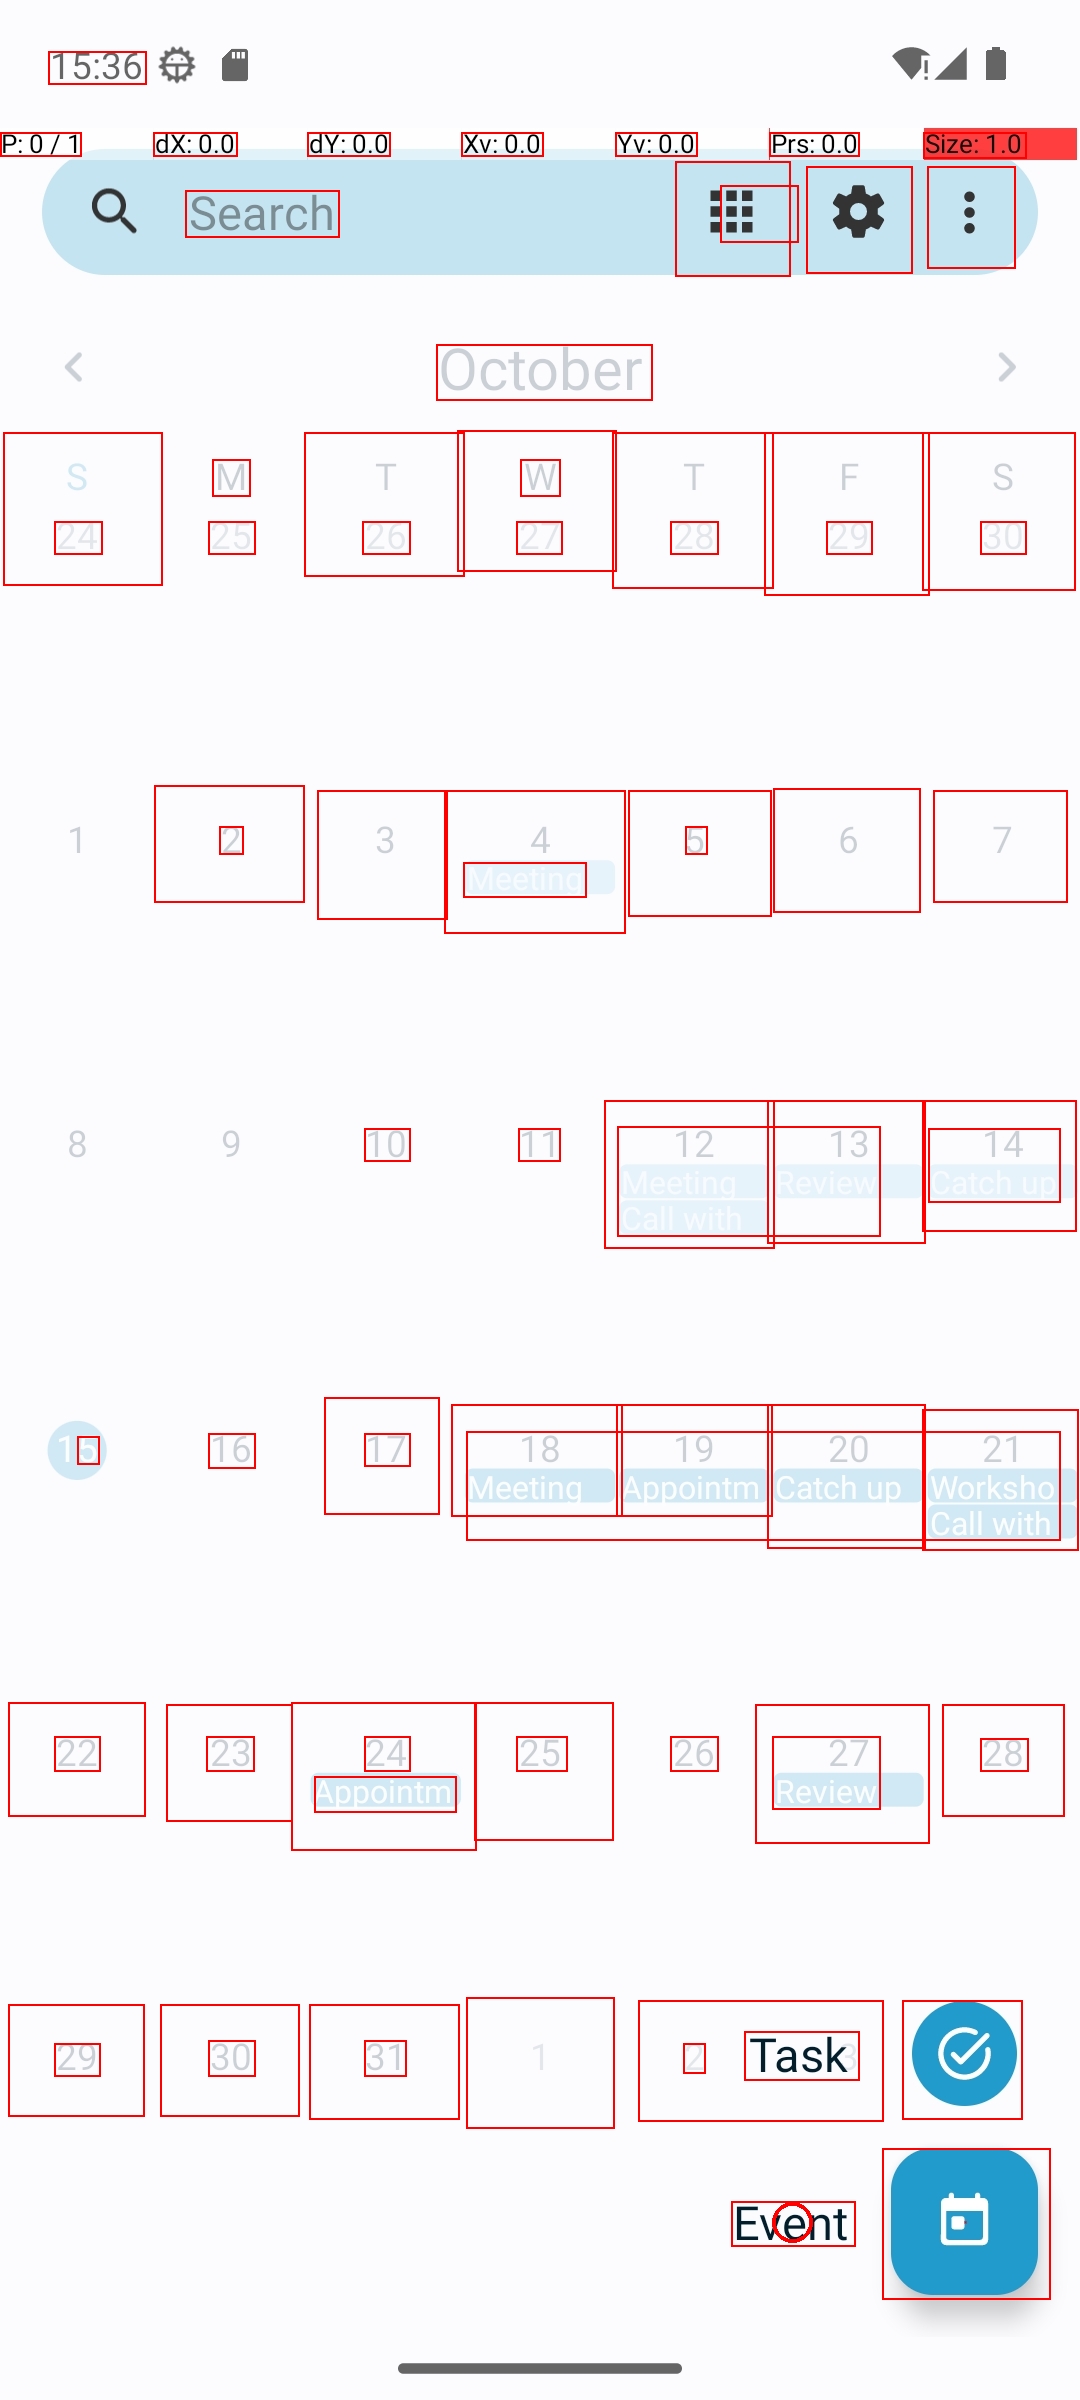 15:36
P: 0 / 1 dX: 0.0 dY: 0.0 Xv: 0.0 Yv: 0.0 Prs: 0.0 Size: 1.0
Search
October
S M T W T F S
24 25 26 27 28 29 30
1 2 3 4 5 6 7
Meeting
8 9 10 11 12 13 14
Meeting Review Catch up
Call with
15 16 17 18 19 20 21
Meeting Appointm Catch up Worksho
Call with
22 23 24 25 26 27 28
Appointm Review
29 30 31 1 2 Task 3
Event